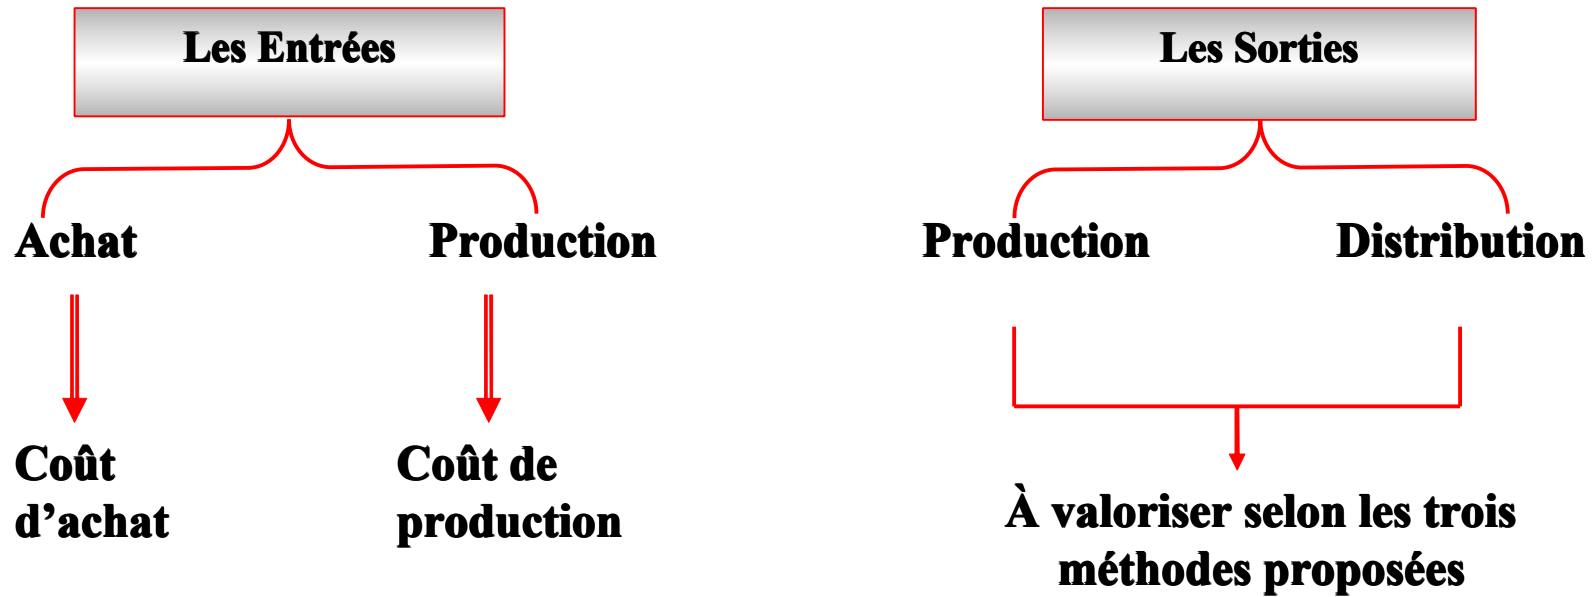 Les Entrées
Les Sorties
Achat
Production
Production
Distribution
Coût
d’achat
Coût de
production
À valoriser selon les trois
méthodes proposées